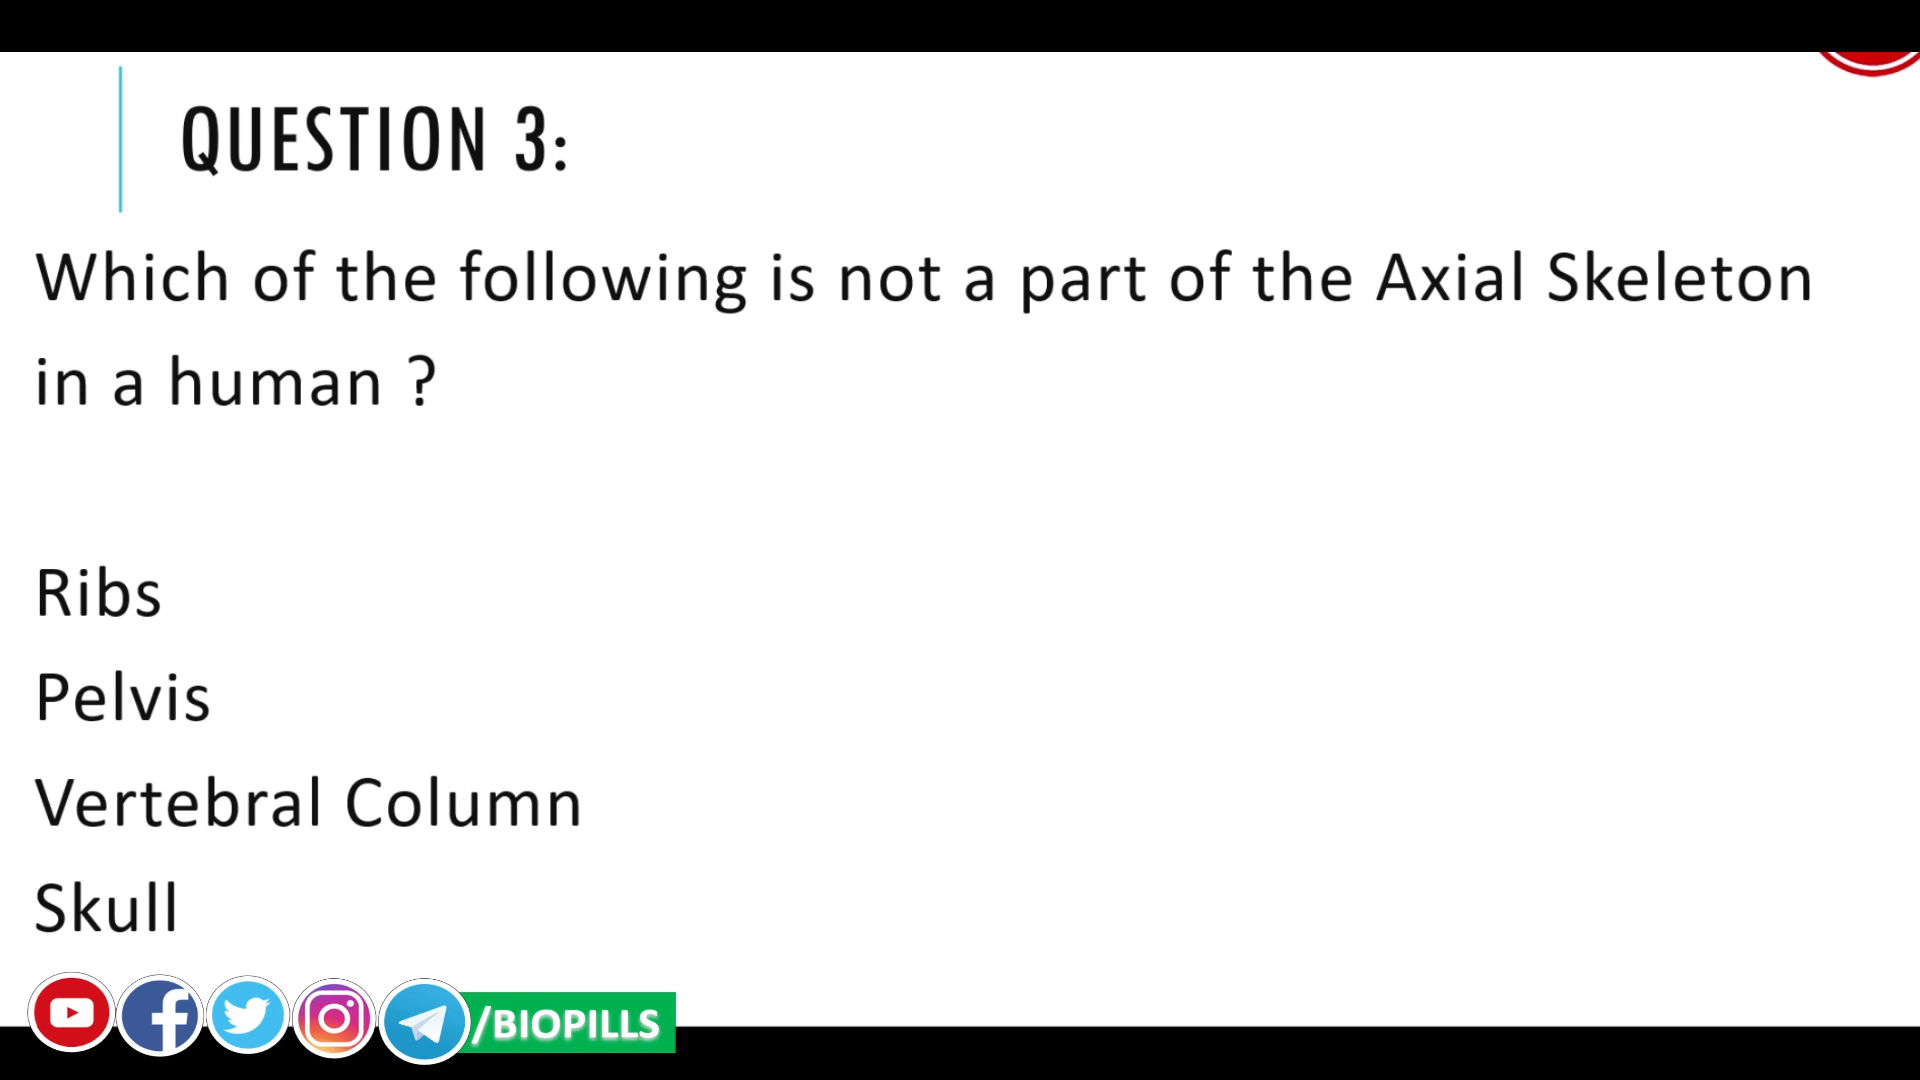 QUESTION 3:
Which of the following is not a part of the Axial Skeleton
in a human ?
Ribs
Pelvis
Vertebral Column
Skull
/BIOPILLS